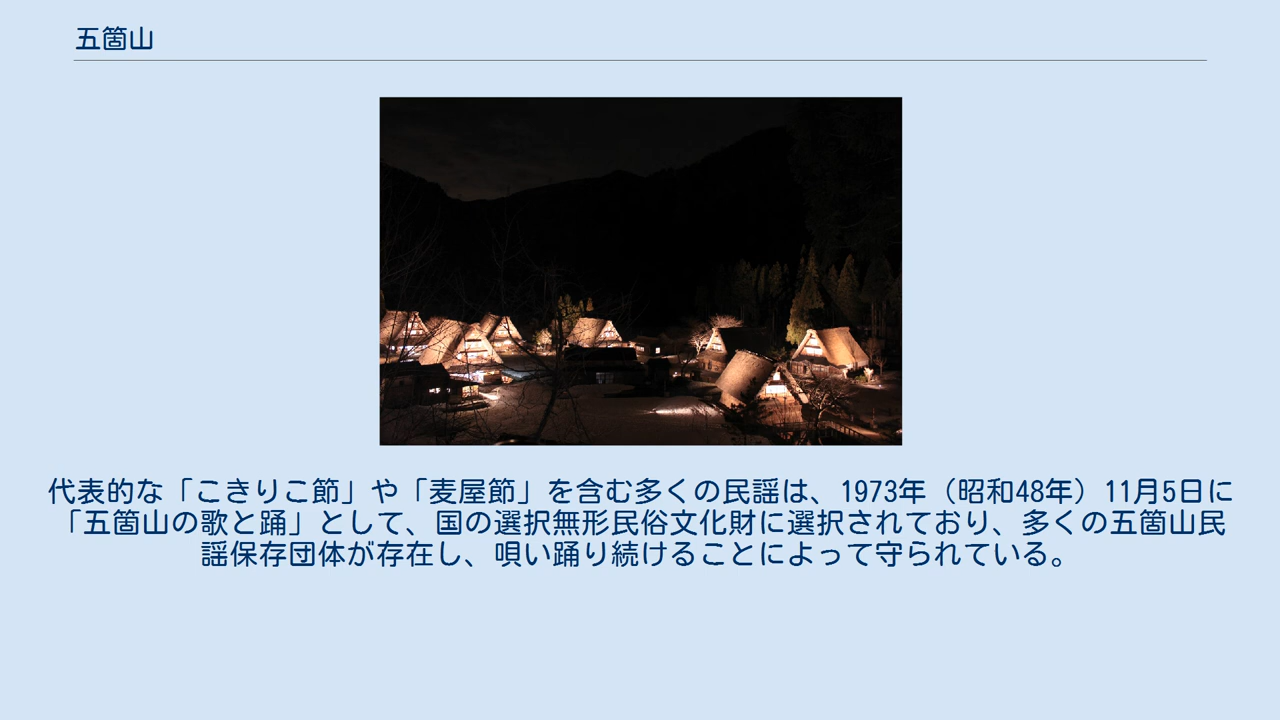 五箇山
代表的な「こきりこ節」や「麦屋節」を含む多くの民謡は、1973年（昭和48年）11月5日に
「五箇山の歌と踊」として、国の選択無形民俗文化財に選択されており、多くの五箇山民
謡保存団体が存在し、唄い踊り続けることによって守られている。